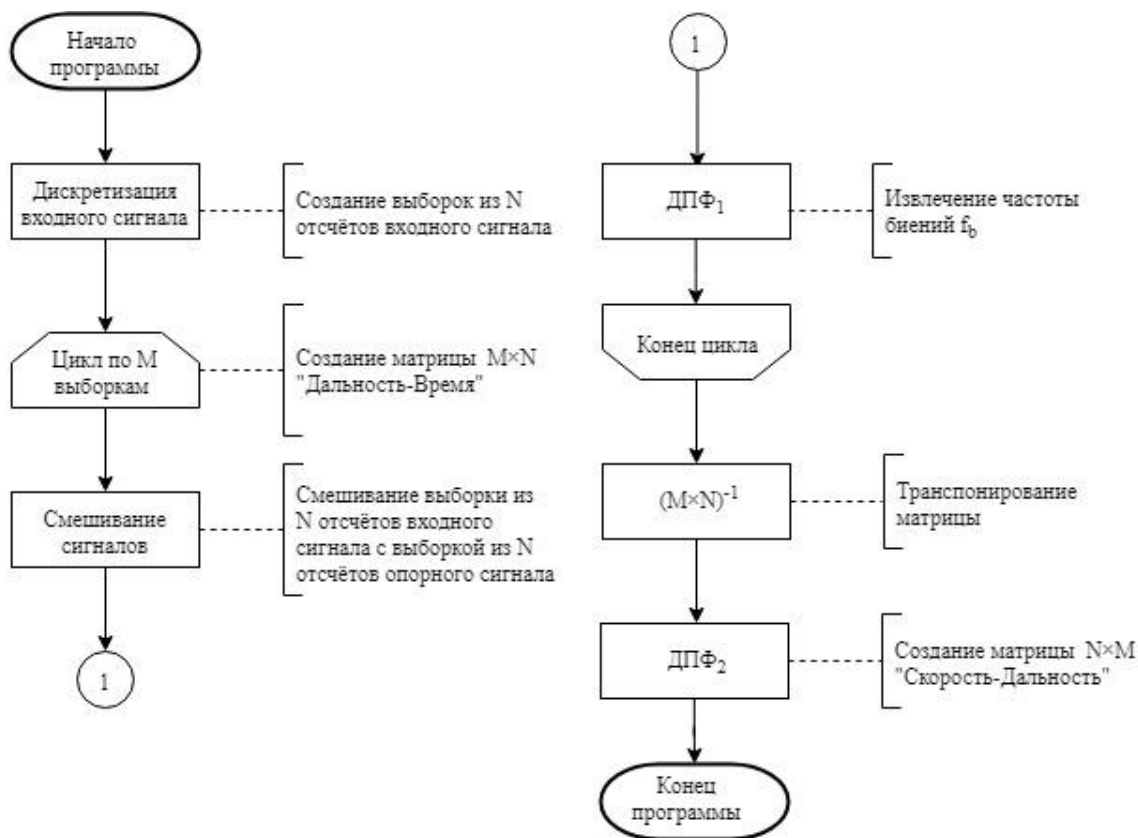 Начало
программы
Дискретизация
входного сигнала
Создание выборок из N
отсчётов входного сигнала
Цикл по M
выборкам
Создание матрицы M×N
"Дальность-Время"
Смешивание
сигналов
Смешивание выборки из
N отсчётов входного
сигнала с выборкой из N
отсчётов опорного сигнала
1
1
ДПФ₁
Извлечение частоты
биений f_b
Конец цикла
(M×N)⁻¹
Транспонирование
матрицы
ДПФ₂
Создание матрицы N×M
"Скорость-Дальность"
Конец
программы